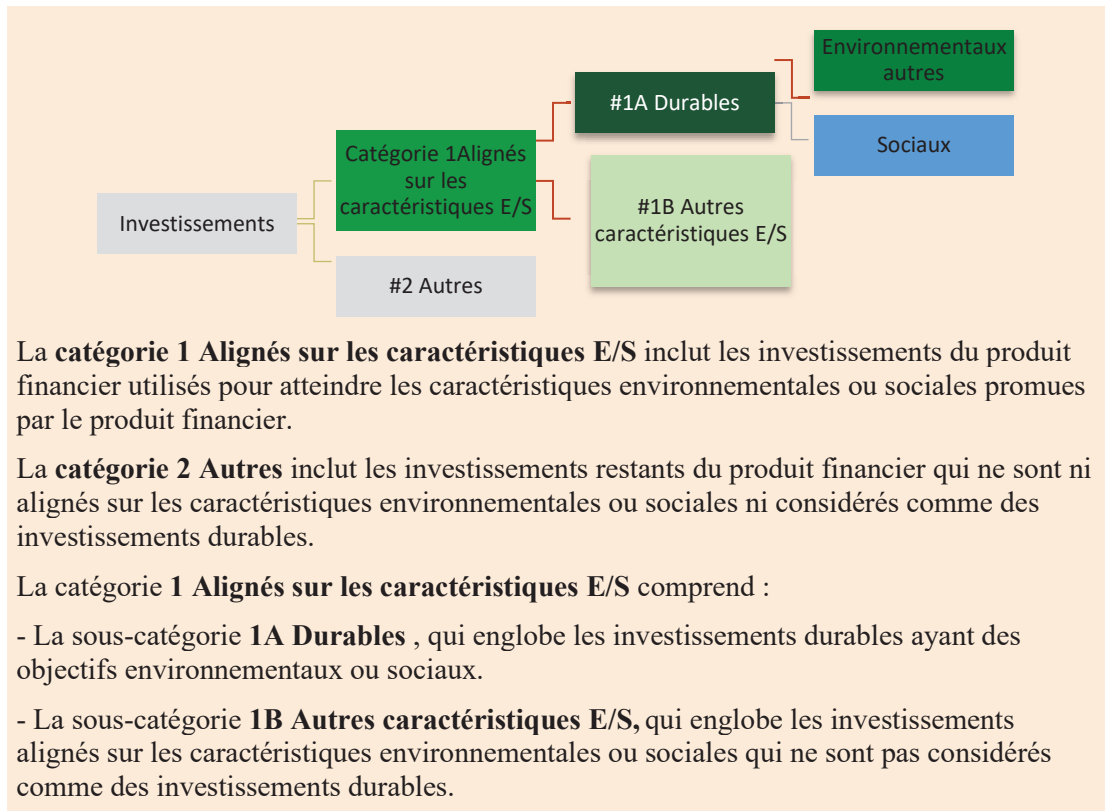 Environnementaux
autres
#1A Durables
Sociaux
Catégorie 1Alignés
sur les
caractéristiques E/S
#1B Autres
caractéristiques E/S
Investissements
#2 Autres
La catégorie 1 Alignés sur les caractéristiques E/S inclut les investissements du produit
financier utilisés pour atteindre les caractéristiques environnementales ou sociales promues
par le produit financier.
La catégorie 2 Autres inclut les investissements restants du produit financier qui ne sont ni
alignés sur les caractéristiques environnementales ou sociales ni considérés comme des
investissements durables.
La catégorie 1 Alignés sur les caractéristiques E/S comprend :
- La sous-catégorie 1A Durables , qui englobe les investissements durables ayant des
objectifs environnementaux ou sociaux.
- La sous-catégorie 1B Autres caractéristiques E/S, qui englobe les investissements
alignés sur les caractéristiques environnementales ou sociales qui ne sont pas considérés
comme des investissements durables.